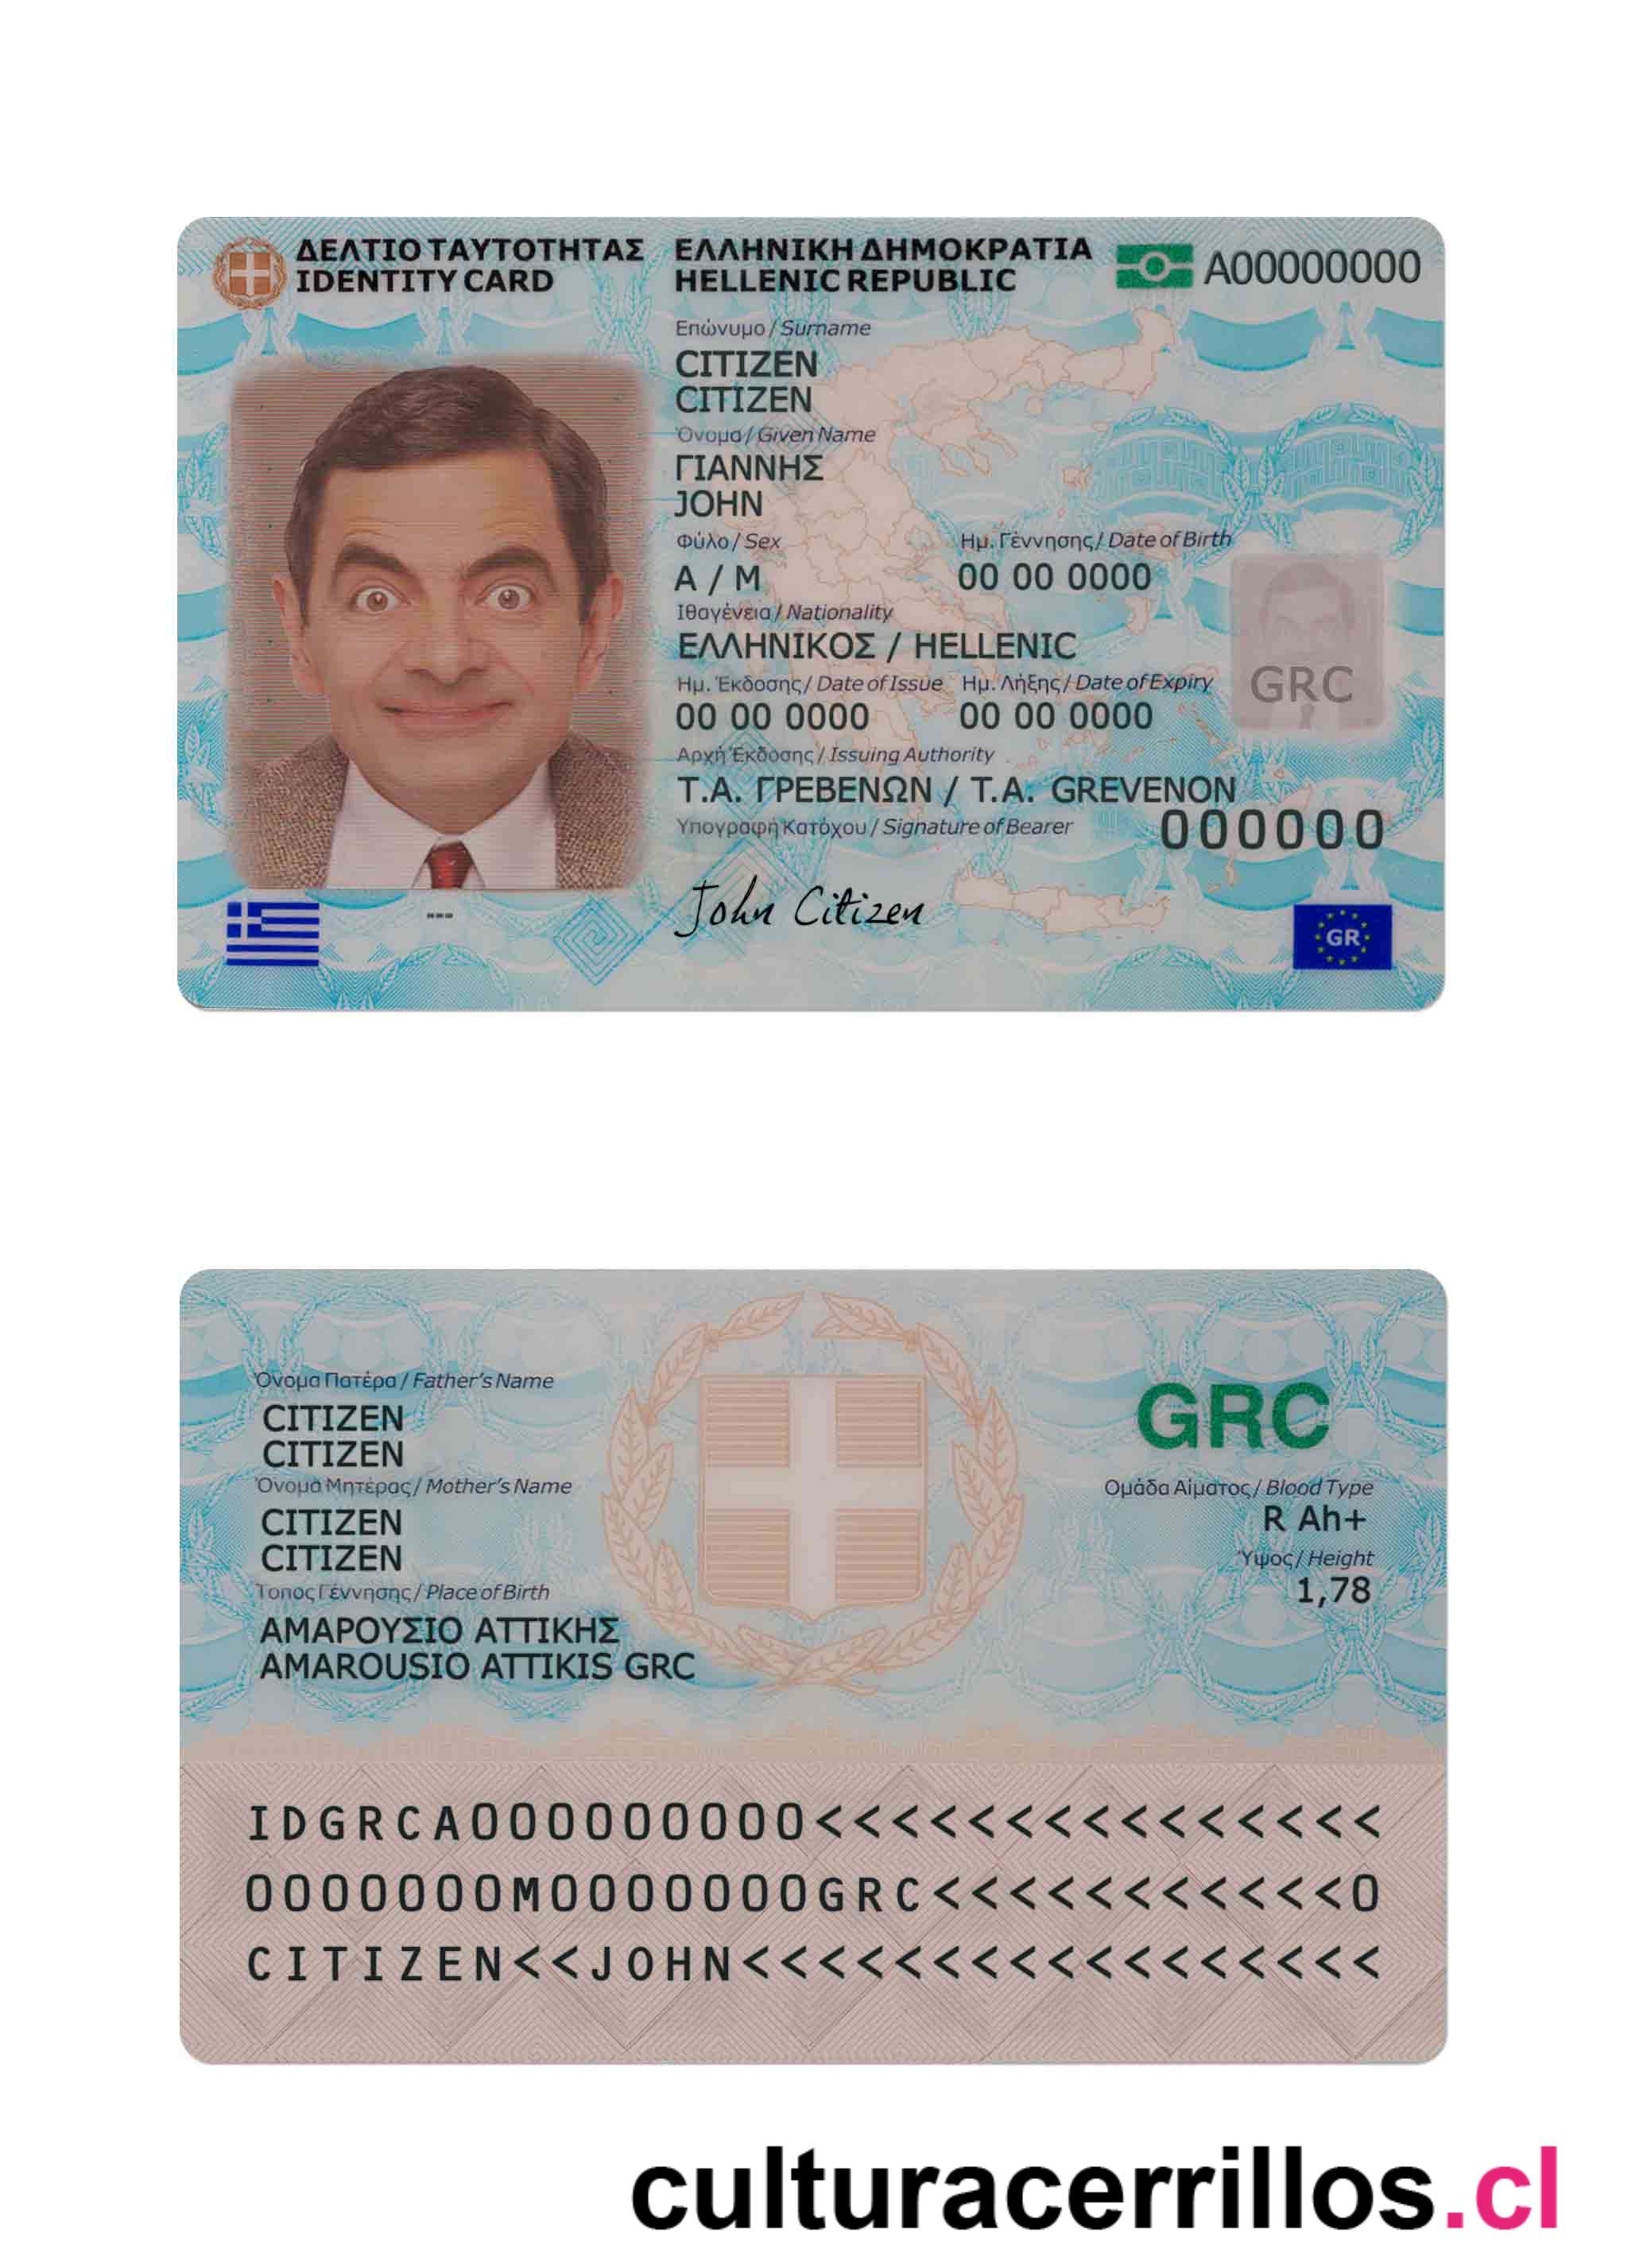 ΔΕΛΤΙΟ ΤΑΥΤΟΤΗΤΑΣ ΕΛΛΗΝΙΚΗ ΔΗΜΟΚΡΑΤΙΑ
IDENTITY CARD HELLENIC REPUBLIC A00000000
Επώνυμο / Surname
CITIZEN
CITIZEN
Όνομα / Given Name
ΓΙΑΝΝΗΣ
JOHN
Φύλο / Sex Ημ. Γέννησης / Date of Birth
A / M 00 00 0000
Ιθαγένεια / Nationality
ΕΛΛΗΝΙΚΟΣ / HELLENIC
Ημ. Έκδοσης / Date of Issue Ημ. Λήξης / Date of Expiry GRC
00 00 0000 00 00 0000
Αρχή Έκδοσης / Issuing Authority
Τ.Α. ΓΡΕΒΕΝΩΝ / T.A. GREVENON
Υπογραφή Κατόχου / Signature of Bearer 000000
John Citizen
GR
Όνομα Πατέρα / Father's Name
CITIZEN GRC
CITIZEN
Όνομα Μητέρας / Mother's Name Ομάδα Αίματος / Blood Type
CITIZEN R Ah+
CITIZEN Ύψος / Height
Τοπος Γέννησης / Place of Birth 1,78
ΑΜΑΡΟΥΣΙΟ ΑΤΤΙΚΗΣ
AMAROUSIO ATTIKIS GRC
IDGRCA000000000<<<<<<<<<<<<<<<
0000000M0000000GRC<<<<<<<<<<<0
CITIZEN<<JOHN<<<<<<<<<<<<<<<<<
culturacerrillos.cl